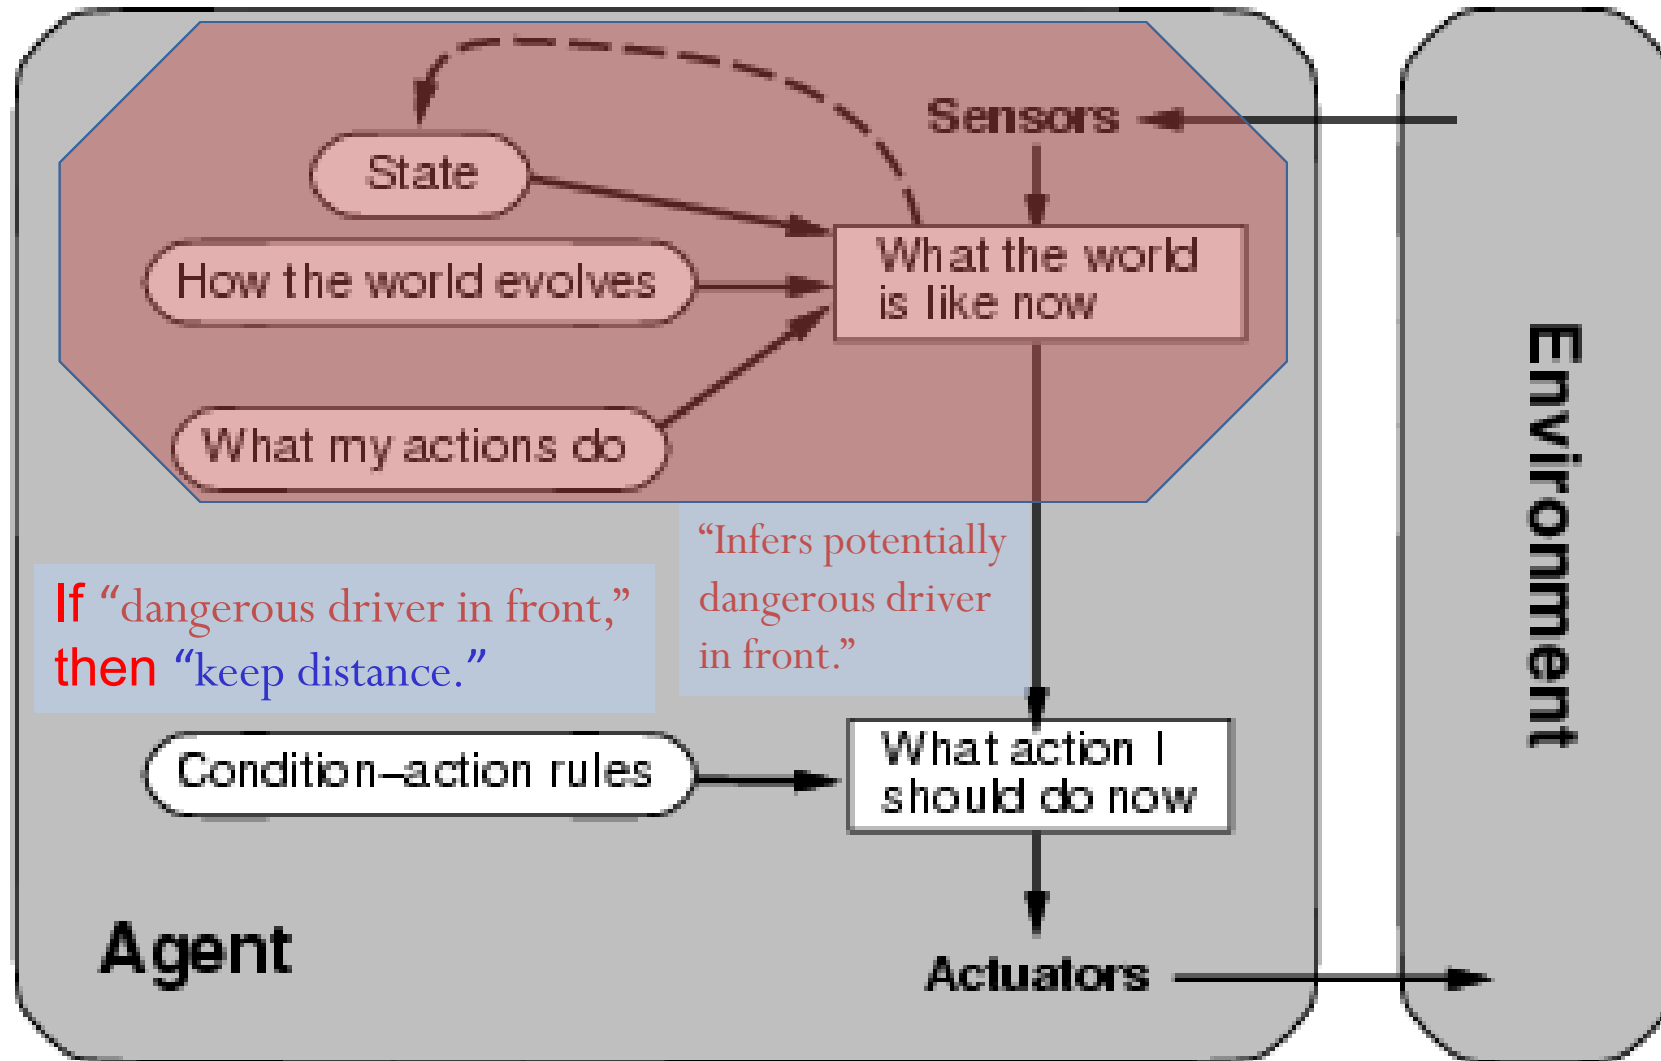 Sensors
State
What the world
is like now
How the world evolves
What my actions do
“Infers potentially
dangerous driver
in front.”
If “dangerous driver in front,”
then “keep distance.”
Condition–action rules
What action I
should do now
Agent
Actuators
Environment